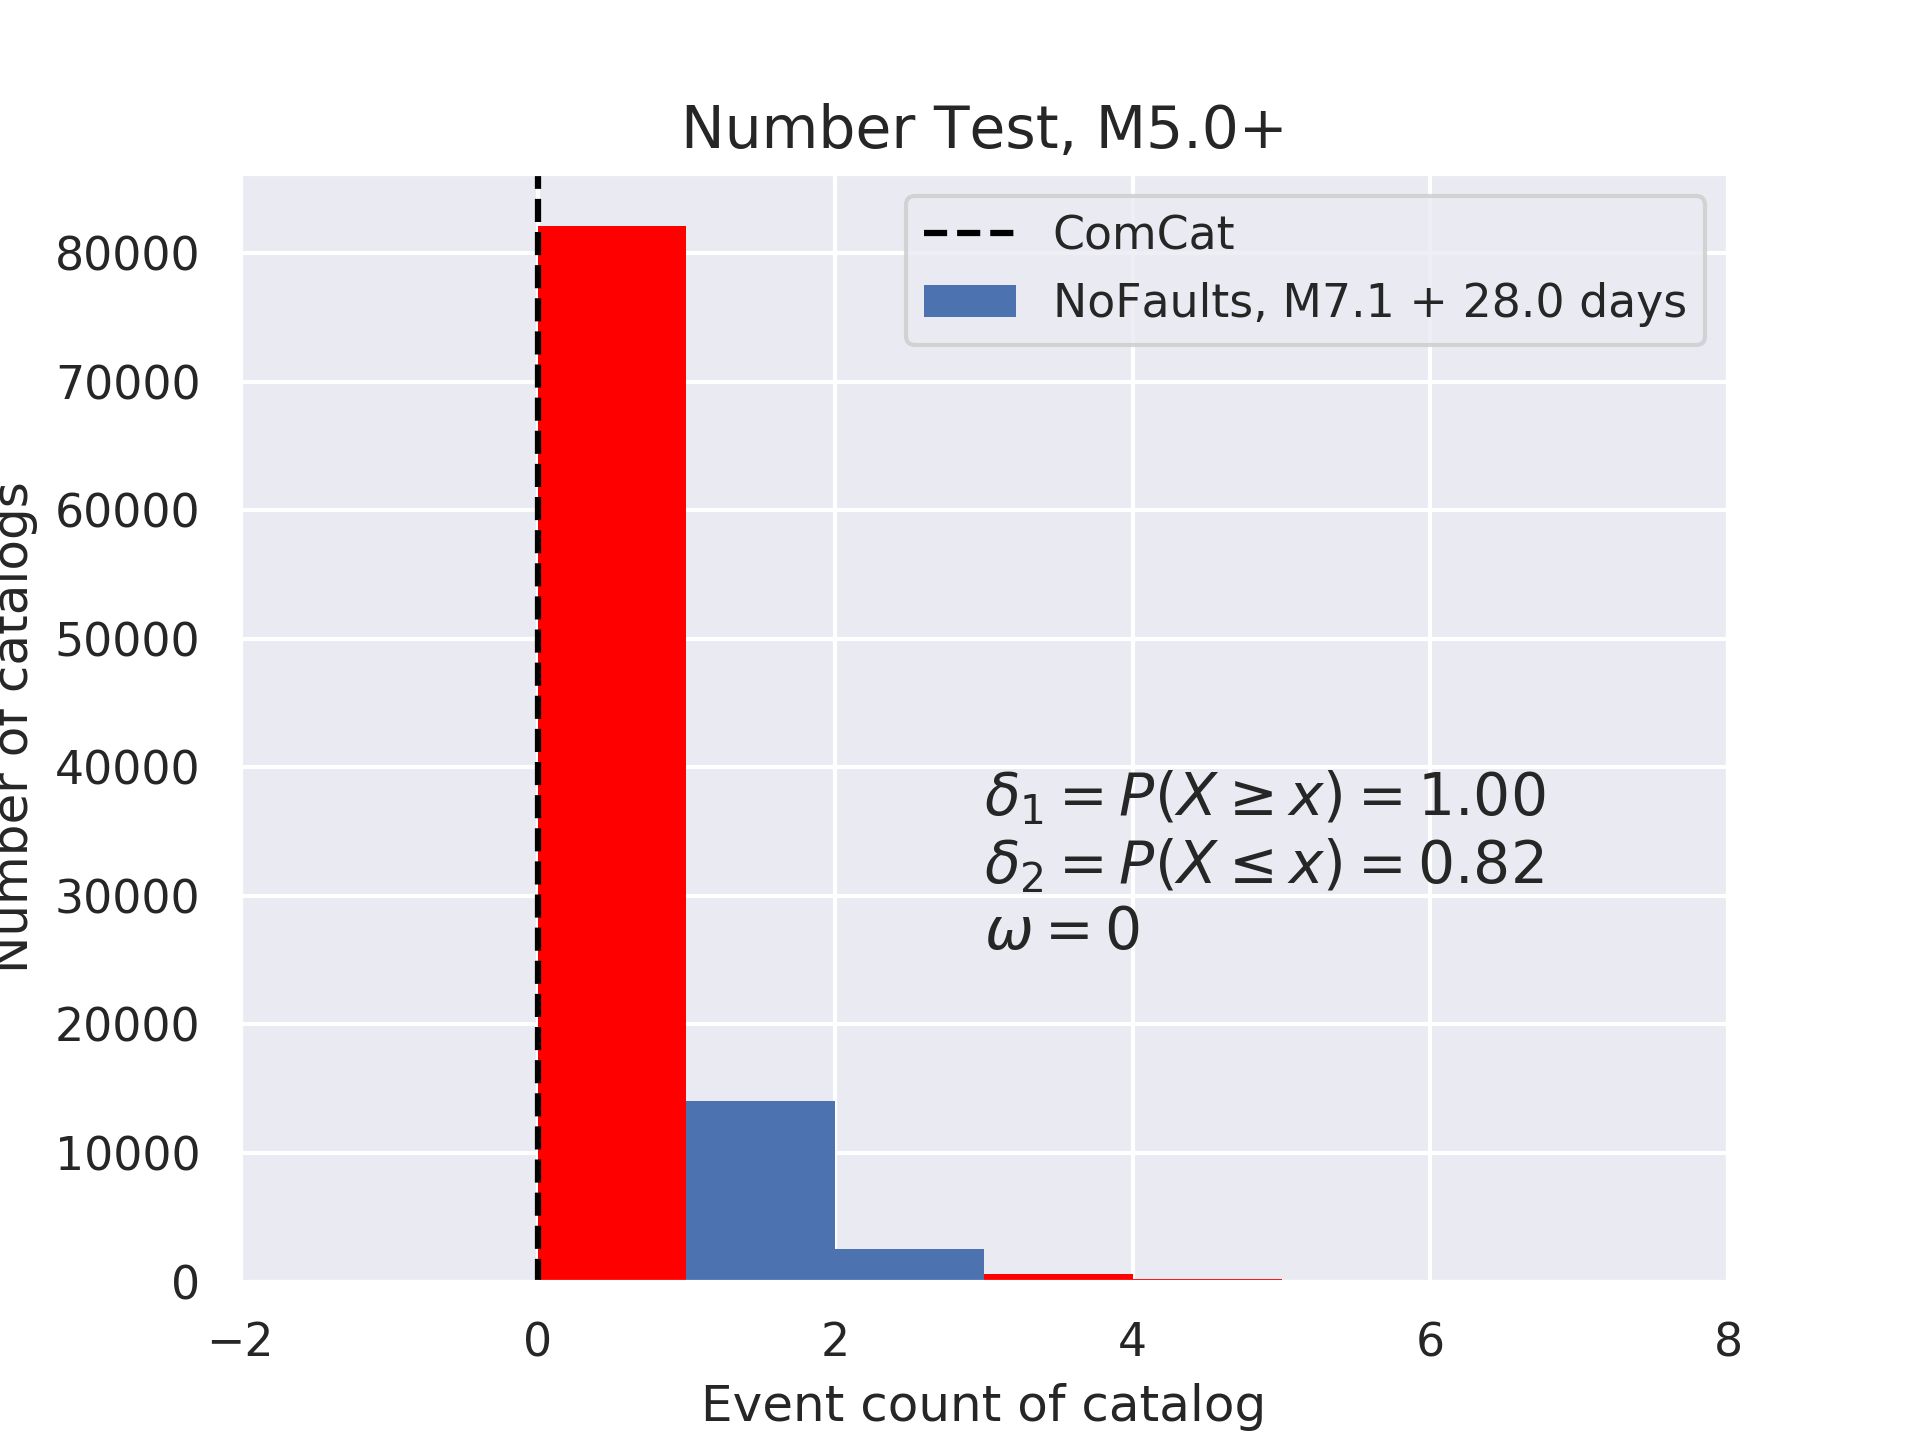 Number Test, M5.0+
ComCat
NoFaults, M7.1 + 28.0 days
80000
70000
60000
50000
40000
30000
20000
10000
0
Number of catalogs
δ₁ = P(X ≥ x) = 1.00
δ₂ = P(X ≤ x) = 0.82
ω = 0
−2 0 2 4 6 8
Event count of catalog